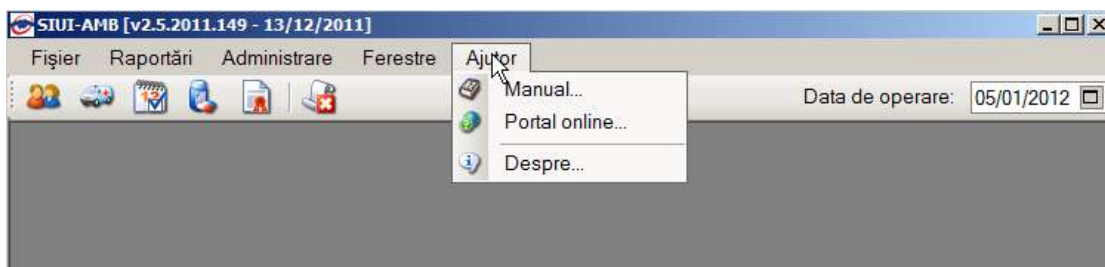 SIUI-AMB [v2.5.2011.149 - 13/12/2011]
Fişier Raportări Administrare Ferestre Ajutor
Data de operare: 05/01/2012
Manual...
Portal online...
Despre...